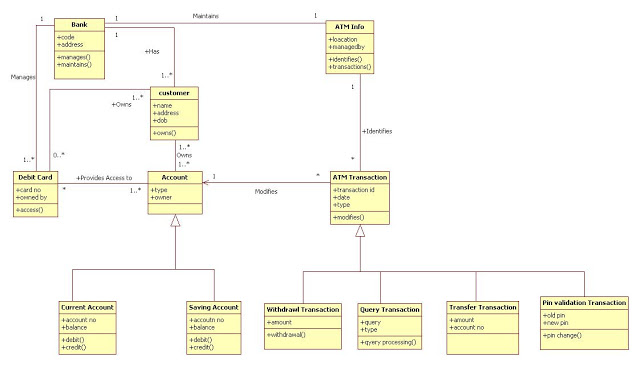 Bank
+code
+address
+manages()
+maintains()
1
1
Maintains
1
1
ATM Info
+loacation
+managedby
+identifies()
+transactions()
+Has
Manages
1..*
1..*
+Owns
customer
+name
+address
+dob
+owns()
1
+Identifies
1..*
0..*
Owns
1..*
*
Debit Card
+card no
+owned by
+access()
+Provides Access to
*
1..*
Account
+type
+owner
1
Modifies
*
ATM Transaction
+transaction id
+date
+type
+modifies()
Current Account
+account no
+balance
+debit()
+credit()
Saving Account
+accoutn no
+balance
+debit()
+credit()
Withdrawl Transaction
+amount
+withdrawal()
Query Transaction
+query
+type
+qyery processing()
Transfer Transaction
+amount
+account no
Pin validation Transaction
+old pin
+new pin
+pin change()